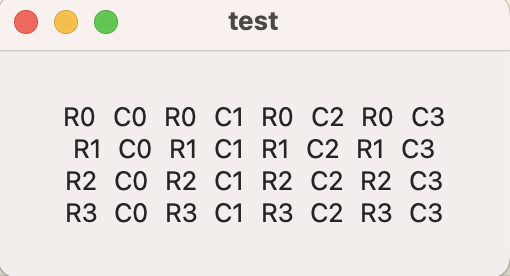 test
R0 C0 R0 C1 R0 C2 R0 C3
R1 C0 R1 C1 R1 C2 R1 C3
R2 C0 R2 C1 R2 C2 R2 C3
R3 C0 R3 C1 R3 C2 R3 C3